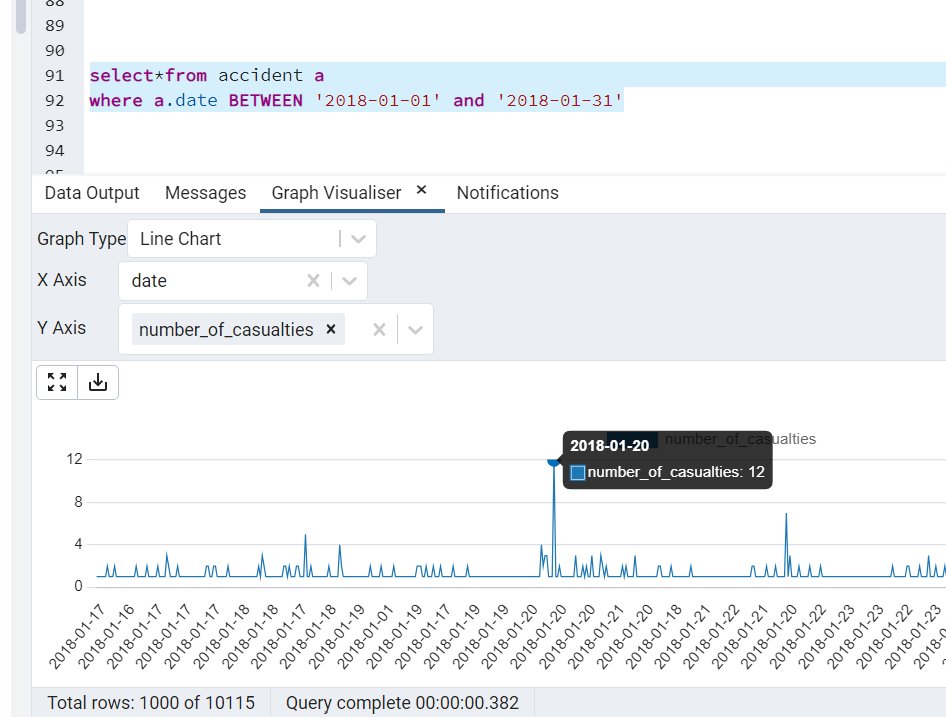 88
89
90
91 select*from accident a
92 where a.date BETWEEN '2018-01-01' and '2018-01-31'
93
94
95
Data Output Messages Graph Visualiser × Notifications
Graph Type Line Chart
X Axis date
Y Axis number_of_casualties ×
number_of_casualties
2018-01-20
number_of_casualties: 12
12
8
4
0
2018-01-17 2018-01-16 2018-01-17 2018-01-17 2018-01-17 2018-01-18 2018-01-18 2018-01-17 2018-01-18 2018-01-19 2018-01-01 2018-01-19 2018-01-17 2018-01-19 2018-01-19 2018-01-20 2018-01-20 2018-01-20 2018-01-21 2018-01-20 2018-01-18 2018-01-21 2018-01-22 2018-01-21 2018-01-20 2018-01-22 2018-01-23 2018-01-23 2018-01-22 2018-01-23
Total rows: 1000 of 10115 Query complete 00:00:00.382